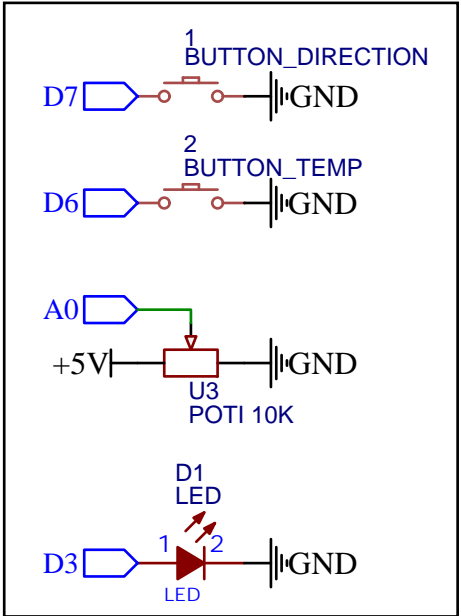 1
BUTTON_DIRECTION
D7 GND
2
BUTTON_TEMP
D6 GND
A0
+5V GND
U3
POTI 10K
D1
LED
1 2
D3 GND
LED